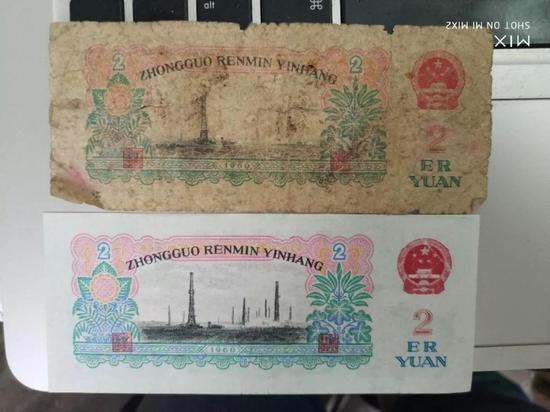 SHOT ON MI MIX2
MIX
alt
⌘
2
2
ZHONGGUO RENMIN YINHANG
2
ER
YUAN
1960
2
2
ZHONGGUO RENMIN YINHANG
2
ER
YUAN
1960